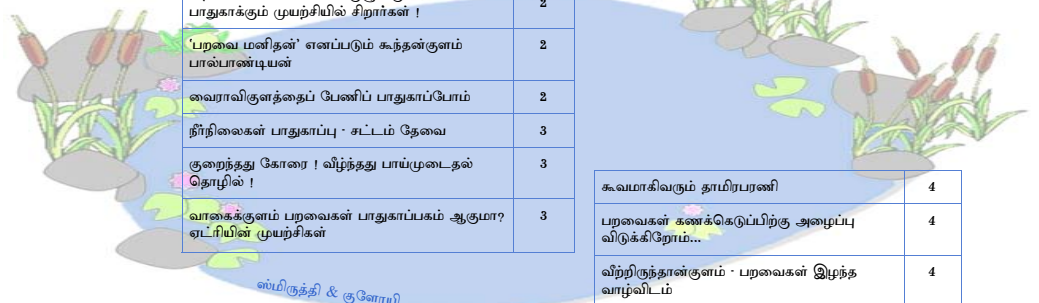 பாதுகாக்கும் முயற்சியில் சிறார்கள் ! 2
'பறவை மனிதன்' எனப்படும் கூந்தன்குளம் 2
பால்பாண்டியன்
வைராவிகுளத்தைப் பேணிப் பாதுகாப்போம் 2
நீர்நிலைகள் பாதுகாப்பு - சட்டம் தேவை 3
குறைந்தது கோரை ! வீழ்ந்தது பாய்முடைதல் 3
தொழில் !
வாகைக்குளம் பறவைகள் பாதுகாப்பகம் ஆகுமா? 3
ஏட்ரியின் முயற்சிகள்
கூவமாகிவரும் தாமிரபரணி 4
பறவைகள் கணக்கெடுப்பிற்கு அழைப்பு 4
விடுக்கிறோம்...
வீற்றிருந்தான்குளம் - பறவைகள் இழந்த 4
வாழ்விடம்
ஸ்மிருத்தி & குளோயி